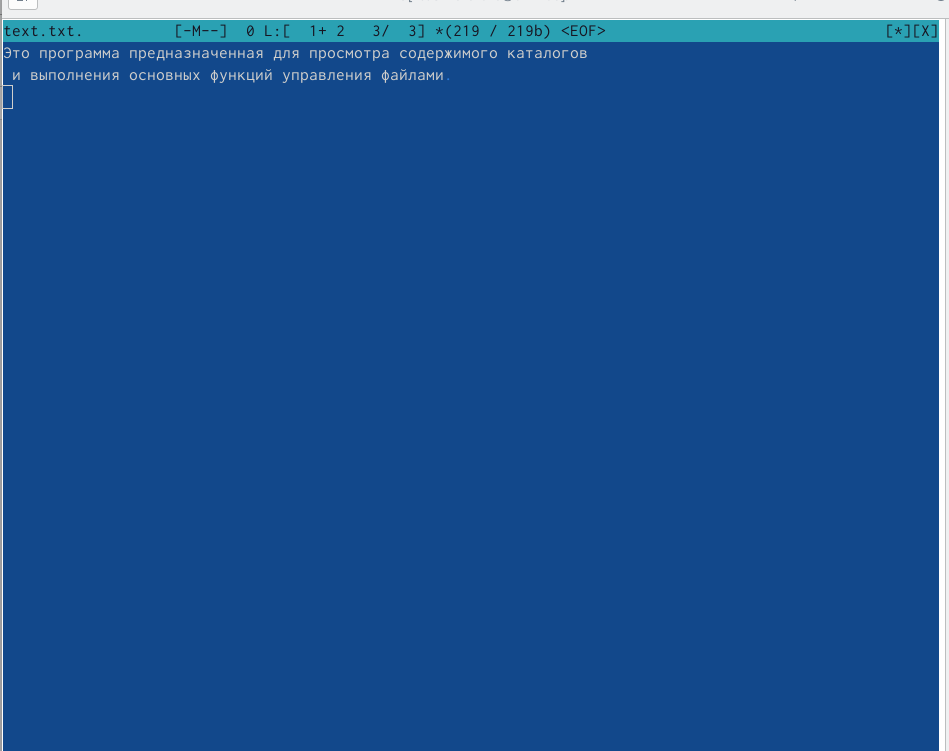 text.txt. [-M--] 0 L:[ 1+ 2 3/ 3] *(219 / 219b) <EOF> [*][X]
Это программа предназначенная для просмотра содержимого каталогов
и выполнения основных функций управления файлами.